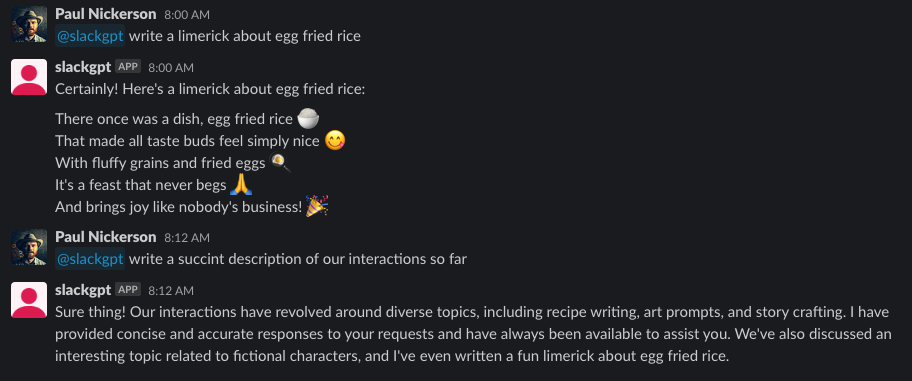 Paul Nickerson 8:00 AM
@slackgpt write a limerick about egg fried rice
slackgpt APP 8:00 AM
Certainly! Here's a limerick about egg fried rice:
There once was a dish, egg fried rice 🍚
That made all taste buds feel simply nice 😋
With fluffy grains and fried eggs 🍳
It's a feast that never begs 🙏
And brings joy like nobody's business! 🎉
Paul Nickerson 8:12 AM
@slackgpt write a succint description of our interactions so far
slackgpt APP 8:12 AM
Sure thing! Our interactions have revolved around diverse topics, including recipe writing, art prompts, and story crafting. I have
provided concise and accurate responses to your requests and have always been available to assist you. We've also discussed an
interesting topic related to fictional characters, and I've even written a fun limerick about egg fried rice.